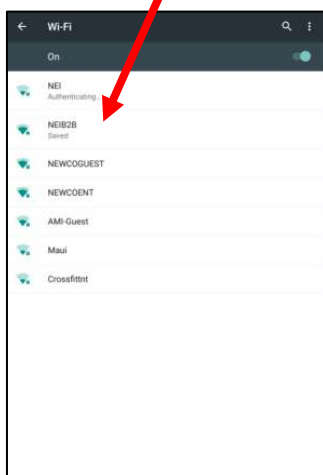 Wi-Fi
On
NEI
Authenticating...
NEIB2B
Saved
NEWCOGUEST
NEWCOENT
AMI-Guest
Maui
Crossfittnt